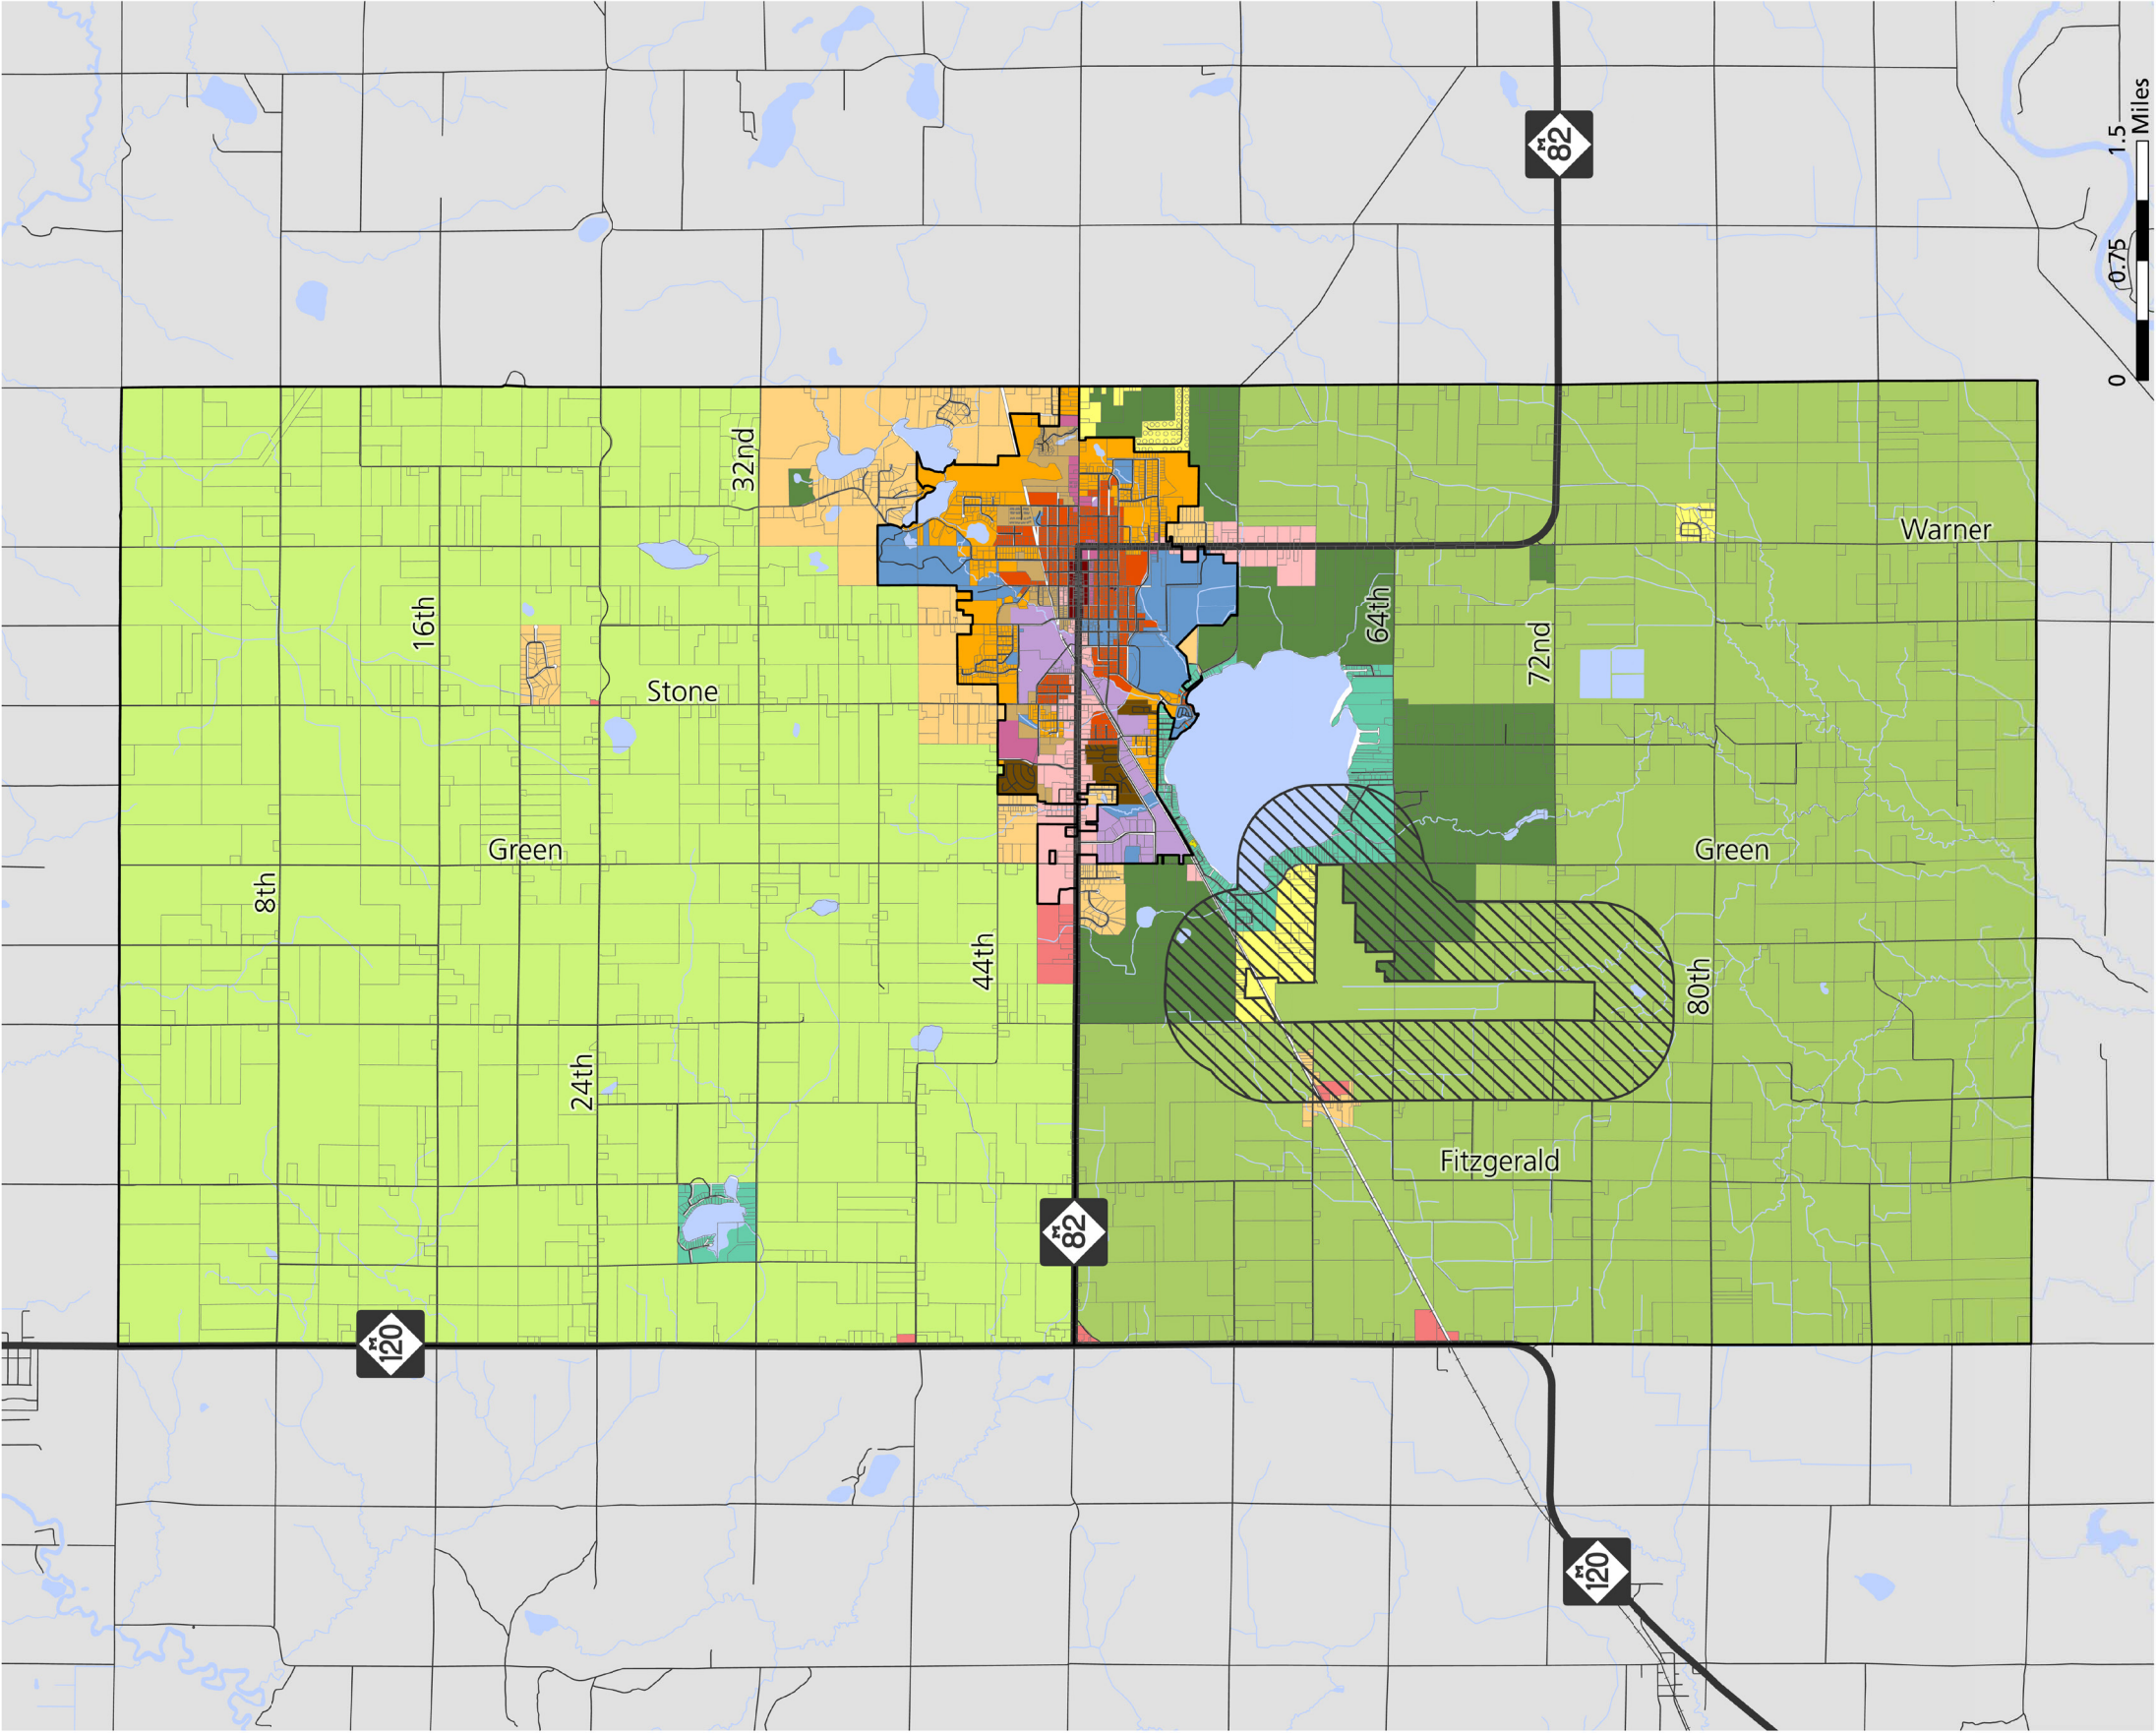 M
82
1.5
Miles
0.75
0
32nd
Warner
16th
64th
72nd
Stone
Green
Green
8th
44th
80th
24th
Fitzgerald
M
82
M
120
M
120